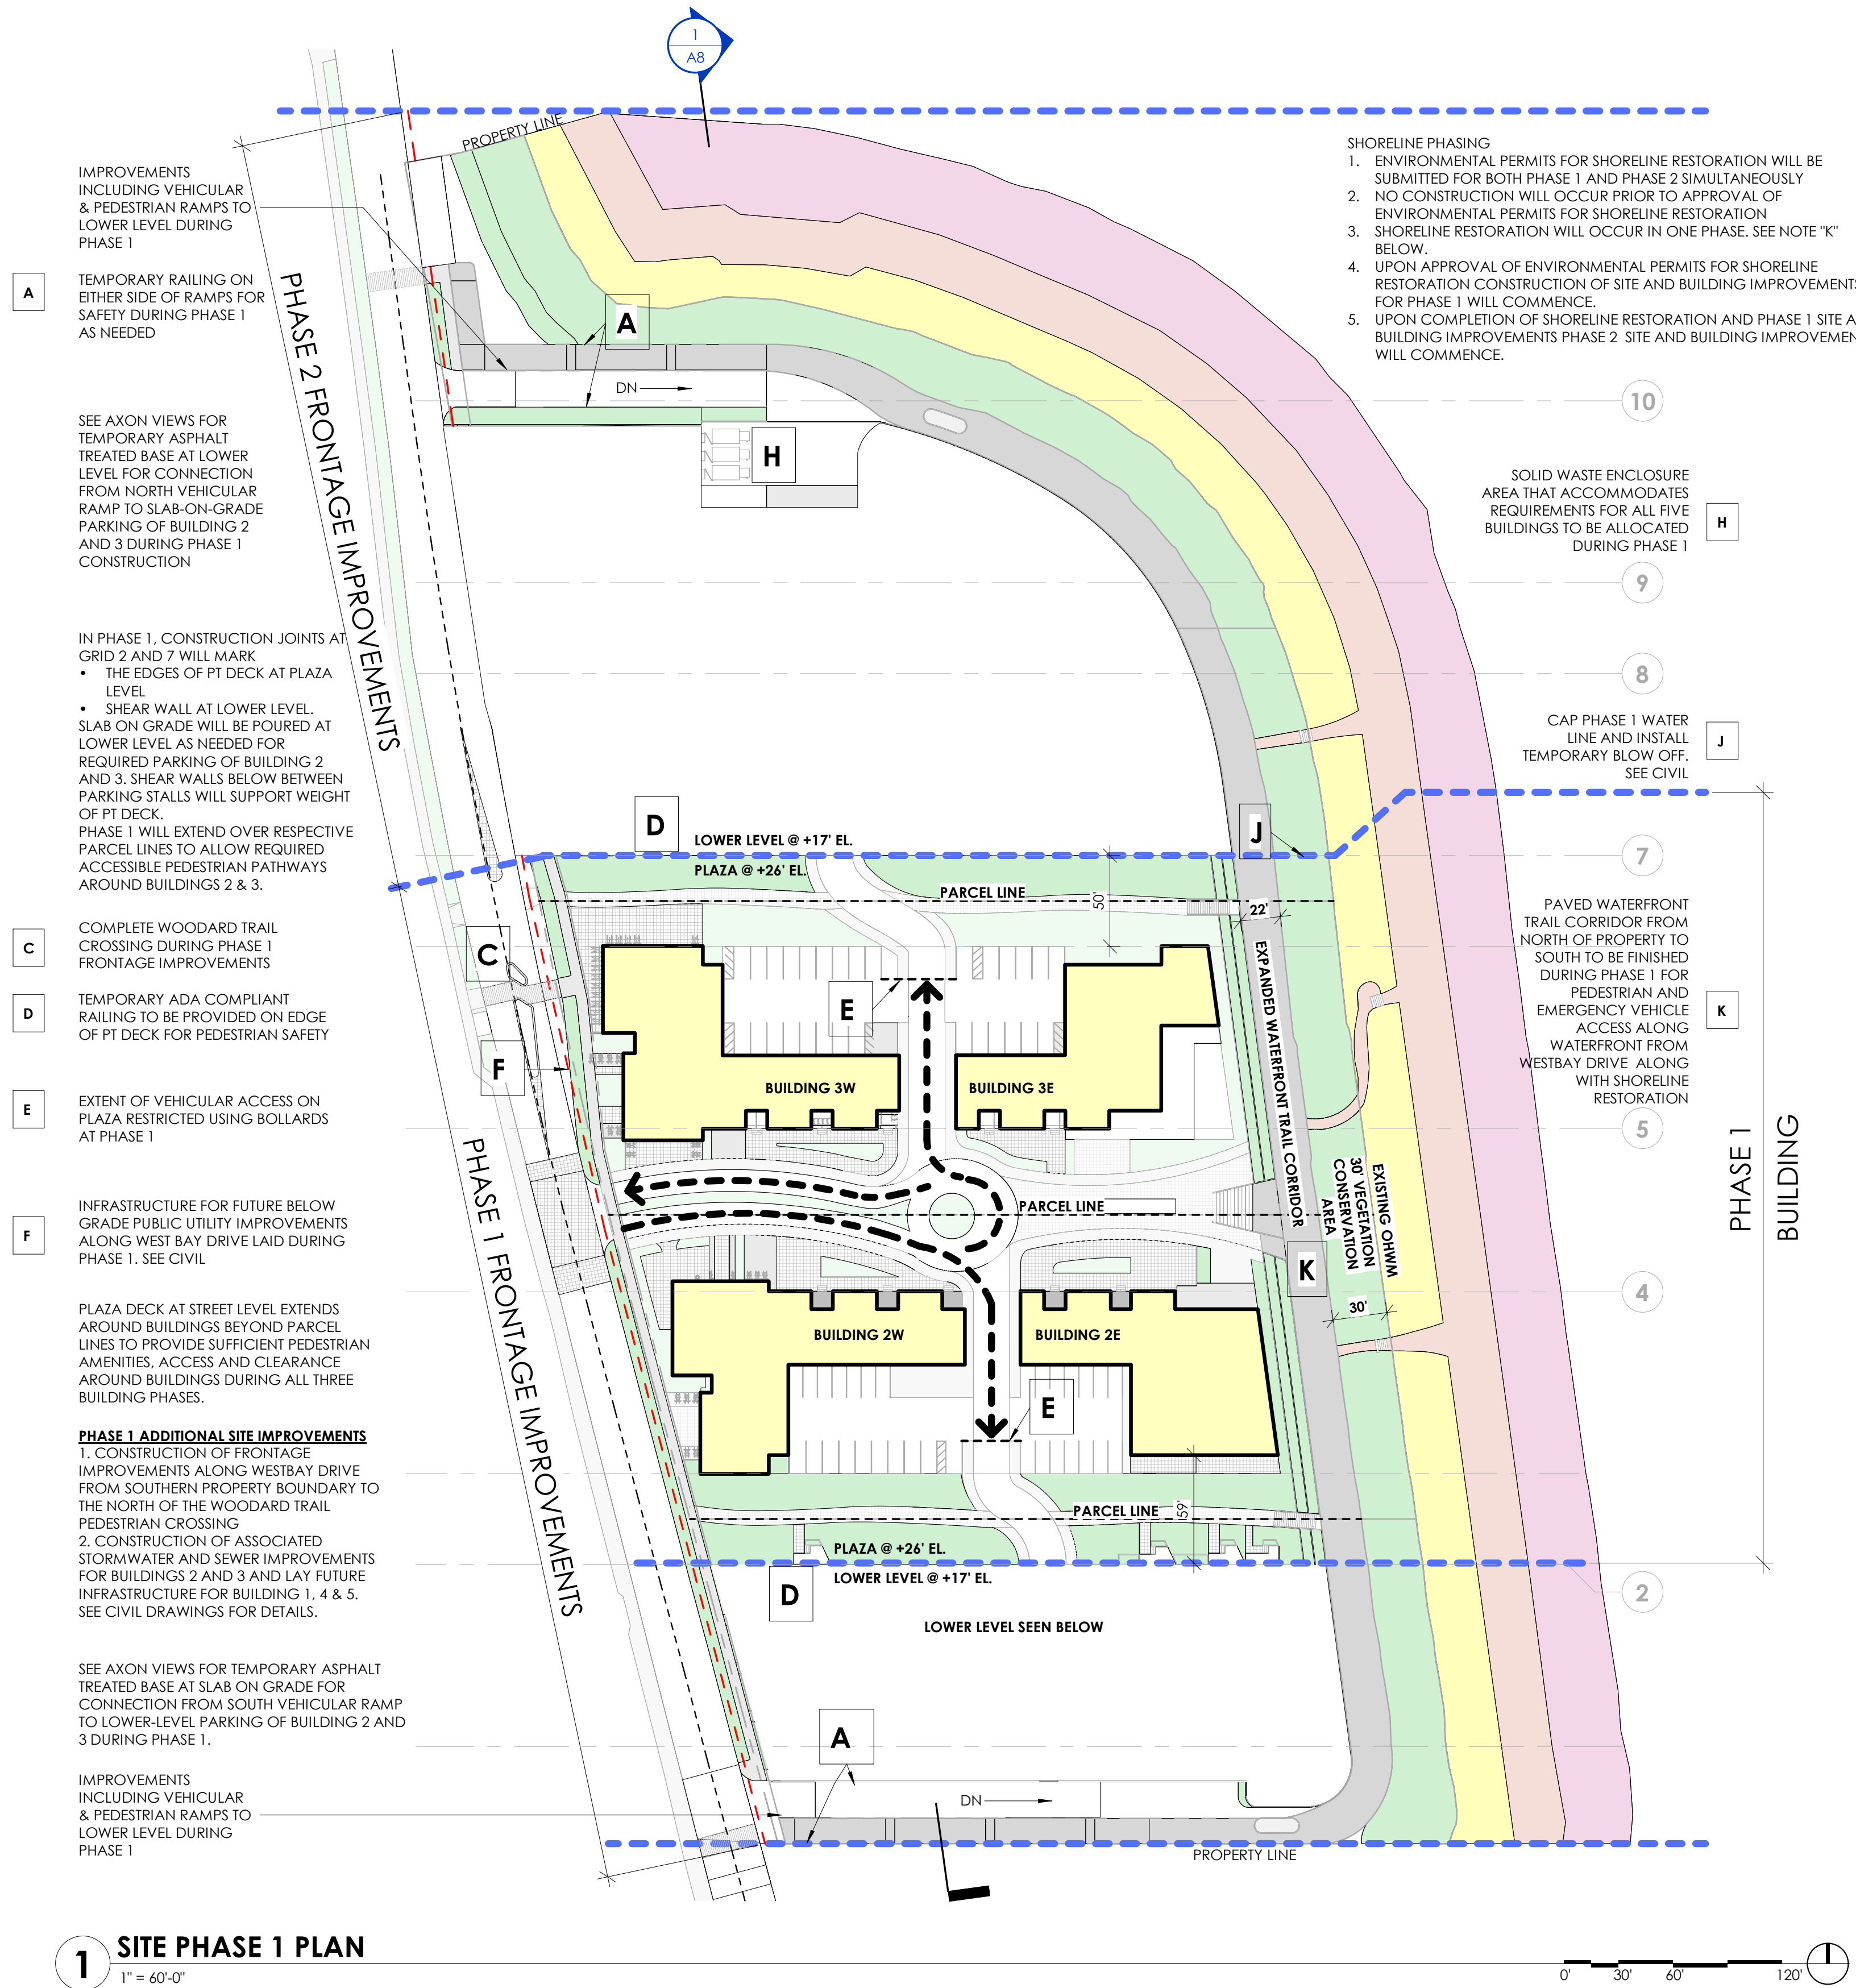 1
A8
PROPERTY LINE
IMPROVEMENTS
INCLUDING VEHICULAR
& PEDESTRIAN RAMPS TO
LOWER LEVEL DURING
PHASE 1
A
TEMPORARY RAILING ON
EITHER SIDE OF RAMPS FOR
SAFETY DURING PHASE 1
AS NEEDED
SEE AXON VIEWS FOR
TEMPORARY ASPHALT
TREATED BASE AT LOWER
LEVEL FOR CONNECTION
FROM NORTH VEHICULAR
RAMP TO SLAB-ON-GRADE
PARKING OF BUILDING 2
AND 3 DURING PHASE 1
CONSTRUCTION
IN PHASE 1, CONSTRUCTION JOINTS AT
GRID 2 AND 7 WILL MARK
• THE EDGES OF PT DECK AT PLAZA
LEVEL
• SHEAR WALL AT LOWER LEVEL.
SLAB ON GRADE WILL BE POURED AT
LOWER LEVEL AS NEEDED FOR
REQUIRED PARKING OF BUILDING 2
AND 3. SHEAR WALLS BELOW BETWEEN
PARKING STALLS WILL SUPPORT WEIGHT
OF PT DECK.
PHASE 1 WILL EXTEND OVER RESPECTIVE
PARCEL LINES TO ALLOW REQUIRED
ACCESSIBLE PEDESTRIAN PATHWAYS
AROUND BUILDINGS 2 & 3.
C
COMPLETE WOODARD TRAIL
CROSSING DURING PHASE 1
FRONTAGE IMPROVEMENTS
D
TEMPORARY ADA COMPLIANT
RAILING TO BE PROVIDED ON EDGE
OF PT DECK FOR PEDESTRIAN SAFETY
E
EXTENT OF VEHICULAR ACCESS ON
PLAZA RESTRICTED USING BOLLARDS
AT PHASE 1
F
INFRASTRUCTURE FOR FUTURE BELOW
GRADE PUBLIC UTILITY IMPROVEMENTS
ALONG WEST BAY DRIVE LAID DURING
PHASE 1. SEE CIVIL
PLAZA DECK AT STREET LEVEL EXTENDS
AROUND BUILDINGS BEYOND PARCEL
LINES TO PROVIDE SUFFICIENT PEDESTRIAN
AMENITIES, ACCESS AND CLEARANCE
AROUND BUILDINGS DURING ALL THREE
BUILDING PHASES.
PHASE 1 ADDITIONAL SITE IMPROVEMENTS
1. CONSTRUCTION OF FRONTAGE
IMPROVEMENTS ALONG WESTBAY DRIVE
FROM SOUTHERN PROPERTY BOUNDARY TO
THE NORTH OF THE WOODARD TRAIL
PEDESTRIAN CROSSING
2. CONSTRUCTION OF ASSOCIATED
STORMWATER AND SEWER IMPROVEMENTS
FOR BUILDINGS 2 AND 3 AND LAY FUTURE
INFRASTRUCTURE FOR BUILDING 1, 4 & 5.
SEE CIVIL DRAWINGS FOR DETAILS.
SEE AXON VIEWS FOR TEMPORARY ASPHALT
TREATED BASE AT SLAB ON GRADE FOR
CONNECTION FROM SOUTH VEHICULAR RAMP
TO LOWER-LEVEL PARKING OF BUILDING 2 AND
3 DURING PHASE 1.
IMPROVEMENTS
INCLUDING VEHICULAR
& PEDESTRIAN RAMPS TO
LOWER LEVEL DURING
PHASE 1
PHASE 2 FRONTAGE IMPROVEMENTS
PHASE 1 FRONTAGE IMPROVEMENTS
A
DN
H
D
LOWER LEVEL @ +17' EL.
PLAZA @ +26' EL.
PARCEL LINE
50'
22'
J
C
E
F
BUILDING 3W
BUILDING 3E
EXPANDED WATERFRONT TRAIL CORRIDOR
PARCEL LINE
EXISTING OHWM
30' VEGETATION
CONSERVATION
AREA
K
30'
BUILDING 2W
BUILDING 2E
E
PARCEL LINE
59'
PLAZA @ +26' EL.
LOWER LEVEL @ +17' EL.
D
LOWER LEVEL SEEN BELOW
A
DN
PROPERTY LINE
SHORELINE PHASING
1. ENVIRONMENTAL PERMITS FOR SHORELINE RESTORATION WILL BE
SUBMITTED FOR BOTH PHASE 1 AND PHASE 2 SIMULTANEOUSLY
2. NO CONSTRUCTION WILL OCCUR PRIOR TO APPROVAL OF
ENVIRONMENTAL PERMITS FOR SHORELINE RESTORATION
3. SHORELINE RESTORATION WILL OCCUR IN ONE PHASE. SEE NOTE "K"
BELOW.
4. UPON APPROVAL OF ENVIRONMENTAL PERMITS FOR SHORELINE
RESTORATION CONSTRUCTION OF SITE AND BUILDING IMPROVEMENTS
FOR PHASE 1 WILL COMMENCE.
5. UPON COMPLETION OF SHORELINE RESTORATION AND PHASE 1 SITE A
BUILDING IMPROVEMENTS PHASE 2 SITE AND BUILDING IMPROVEMEN
WILL COMMENCE.
10
SOLID WASTE ENCLOSURE
AREA THAT ACCOMMODATES
REQUIREMENTS FOR ALL FIVE
BUILDINGS TO BE ALLOCATED
DURING PHASE 1
H
9
8
CAP PHASE 1 WATER
LINE AND INSTALL
TEMPORARY BLOW OFF.
SEE CIVIL
J
7
PAVED WATERFRONT
TRAIL CORRIDOR FROM
NORTH OF PROPERTY TO
SOUTH TO BE FINISHED
DURING PHASE 1 FOR
PEDESTRIAN AND
EMERGENCY VEHICLE
ACCESS ALONG
WATERFRONT FROM
WESTBAY DRIVE ALONG
WITH SHORELINE
RESTORATION
K
5
PHASE 1
BUILDING
4
2
1
SITE PHASE 1 PLAN
1" = 60'-0"
0' 30' 60' 120'